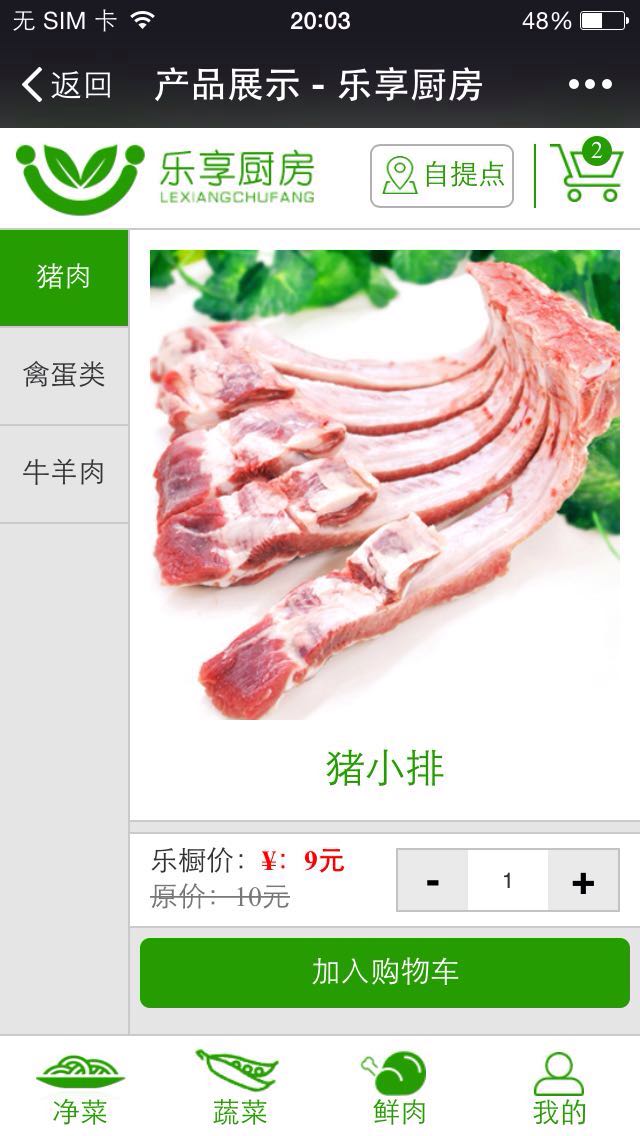 无 SIM 卡 20:03 48%
返回 产品展示 - 乐享厨房
乐享厨房
LEXIANGCHUFANG
自提点
2
猪肉
禽蛋类
牛羊肉
猪小排
乐橱价：¥：9元
原价：10元
- 1 +
加入购物车
净菜 蔬菜 鲜肉 我的